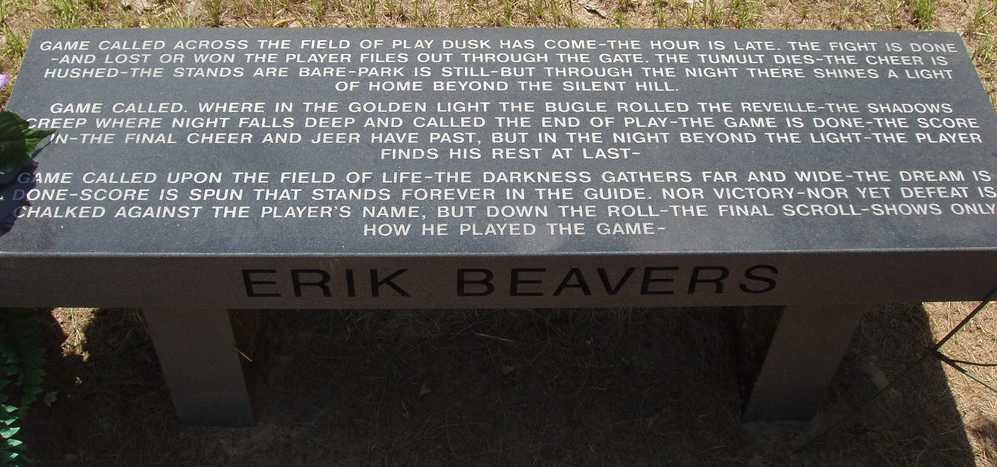 GAME CALLED ACROSS THE FIELD OF PLAY DUSK HAS COME-THE HOUR IS LATE. THE FIGHT IS DONE
-AND LOST OR WON THE PLAYER FILES OUT THROUGH THE GATE. THE TUMULT DIES-THE CHEER IS
HUSHED-THE STANDS ARE BARE-PARK IS STILL-BUT THROUGH THE NIGHT THERE SHINES A LIGHT
OF HOME BEYOND THE SILENT HILL.
GAME CALLED. WHERE IN THE GOLDEN LIGHT THE BUGLE ROLLED THE REVEILLE-THE SHADOWS
CREEP WHERE NIGHT FALLS DEEP AND CALLED THE END OF PLAY-THE GAME IS DONE-THE SCORE
IN-THE FINAL CHEER AND JEER HAVE PAST, BUT IN THE NIGHT BEYOND THE LIGHT-THE PLAYER
FINDS HIS REST AT LAST-
GAME CALLED UPON THE FIELD OF LIFE-THE DARKNESS GATHERS FAR AND WIDE-THE DREAM IS
DONE-SCORE IS SPUN THAT STANDS FOREVER IN THE GUIDE. NOR VICTORY-NOR YET DEFEAT IS
CHALKED AGAINST THE PLAYER'S NAME, BUT DOWN THE ROLL-THE FINAL SCROLL-SHOWS ONLY
HOW HE PLAYED THE GAME-
ERIK BEAVERS